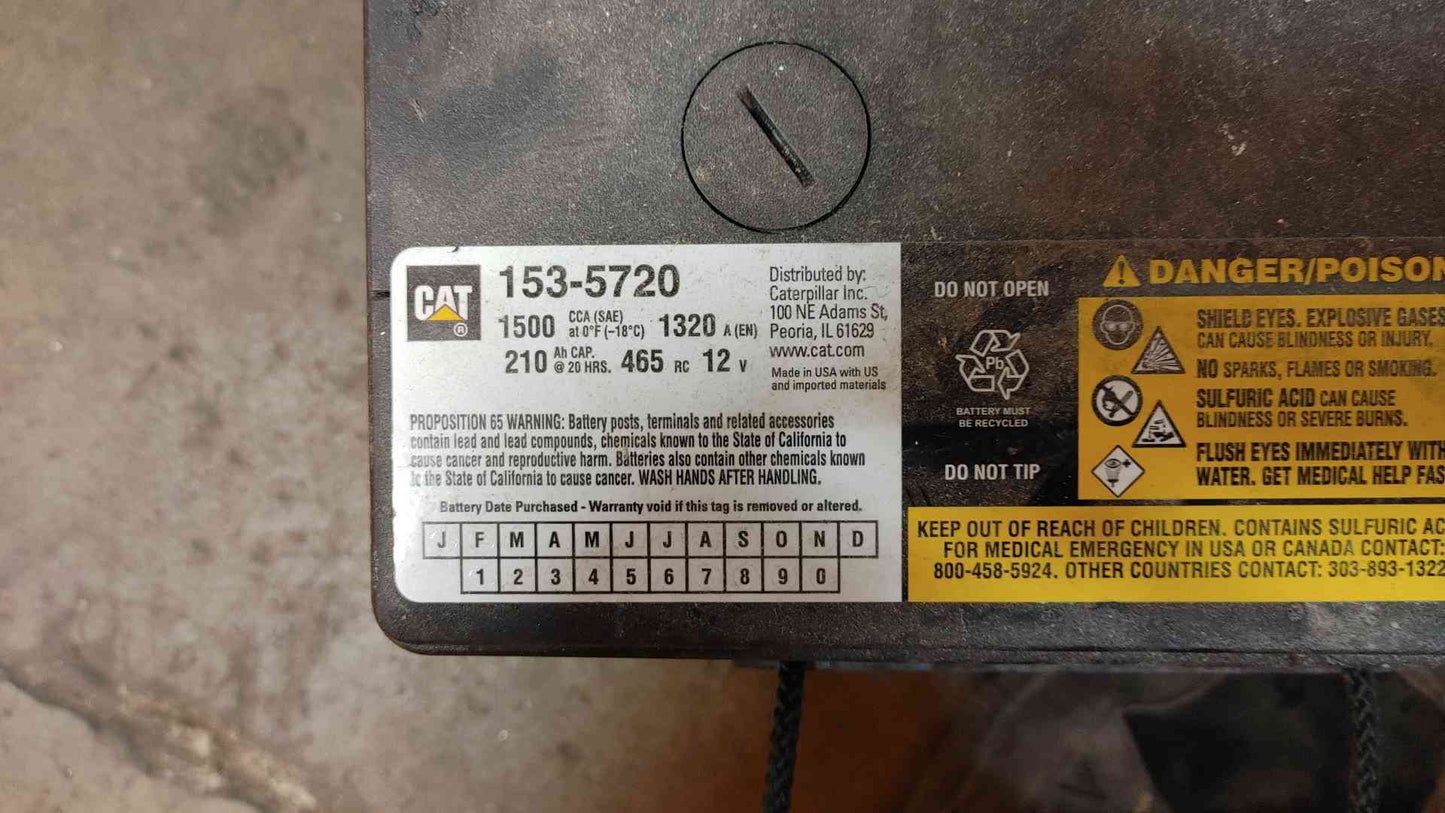 CAT
®
153-5720
1500 CCA (SAE) at 0°F (-18°C) 1320 A (EN)
210 Ah CAP. @ 20 HRS. 465 RC 12 V
Distributed by:
Caterpillar Inc.
100 NE Adams St,
Peoria, IL 61629
www.cat.com
Made in USA with US
and imported materials
PROPOSITION 65 WARNING: Battery posts, terminals and related accessories
contain lead and lead compounds, chemicals known to the State of California to
cause cancer and reproductive harm. Batteries also contain other chemicals known
to the State of California to cause cancer. WASH HANDS AFTER HANDLING.
Battery Date Purchased - Warranty void if this tag is removed or altered.
J F M A M J J A S O N D
1 2 3 4 5 6 7 8 9 0
DO NOT OPEN
Pb
BATTERY MUST
BE RECYCLED
DO NOT TIP
DANGER/POISON
SHIELD EYES. EXPLOSIVE GASES
CAN CAUSE BLINDNESS OR INJURY.
NO SPARKS, FLAMES OR SMOKING.
SULFURIC ACID CAN CAUSE
BLINDNESS OR SEVERE BURNS.
FLUSH EYES IMMEDIATELY WITH
WATER. GET MEDICAL HELP FAS
KEEP OUT OF REACH OF CHILDREN. CONTAINS SULFURIC AC
FOR MEDICAL EMERGENCY IN USA OR CANADA CONTACT:
800-458-5924. OTHER COUNTRIES CONTACT: 303-893-1322